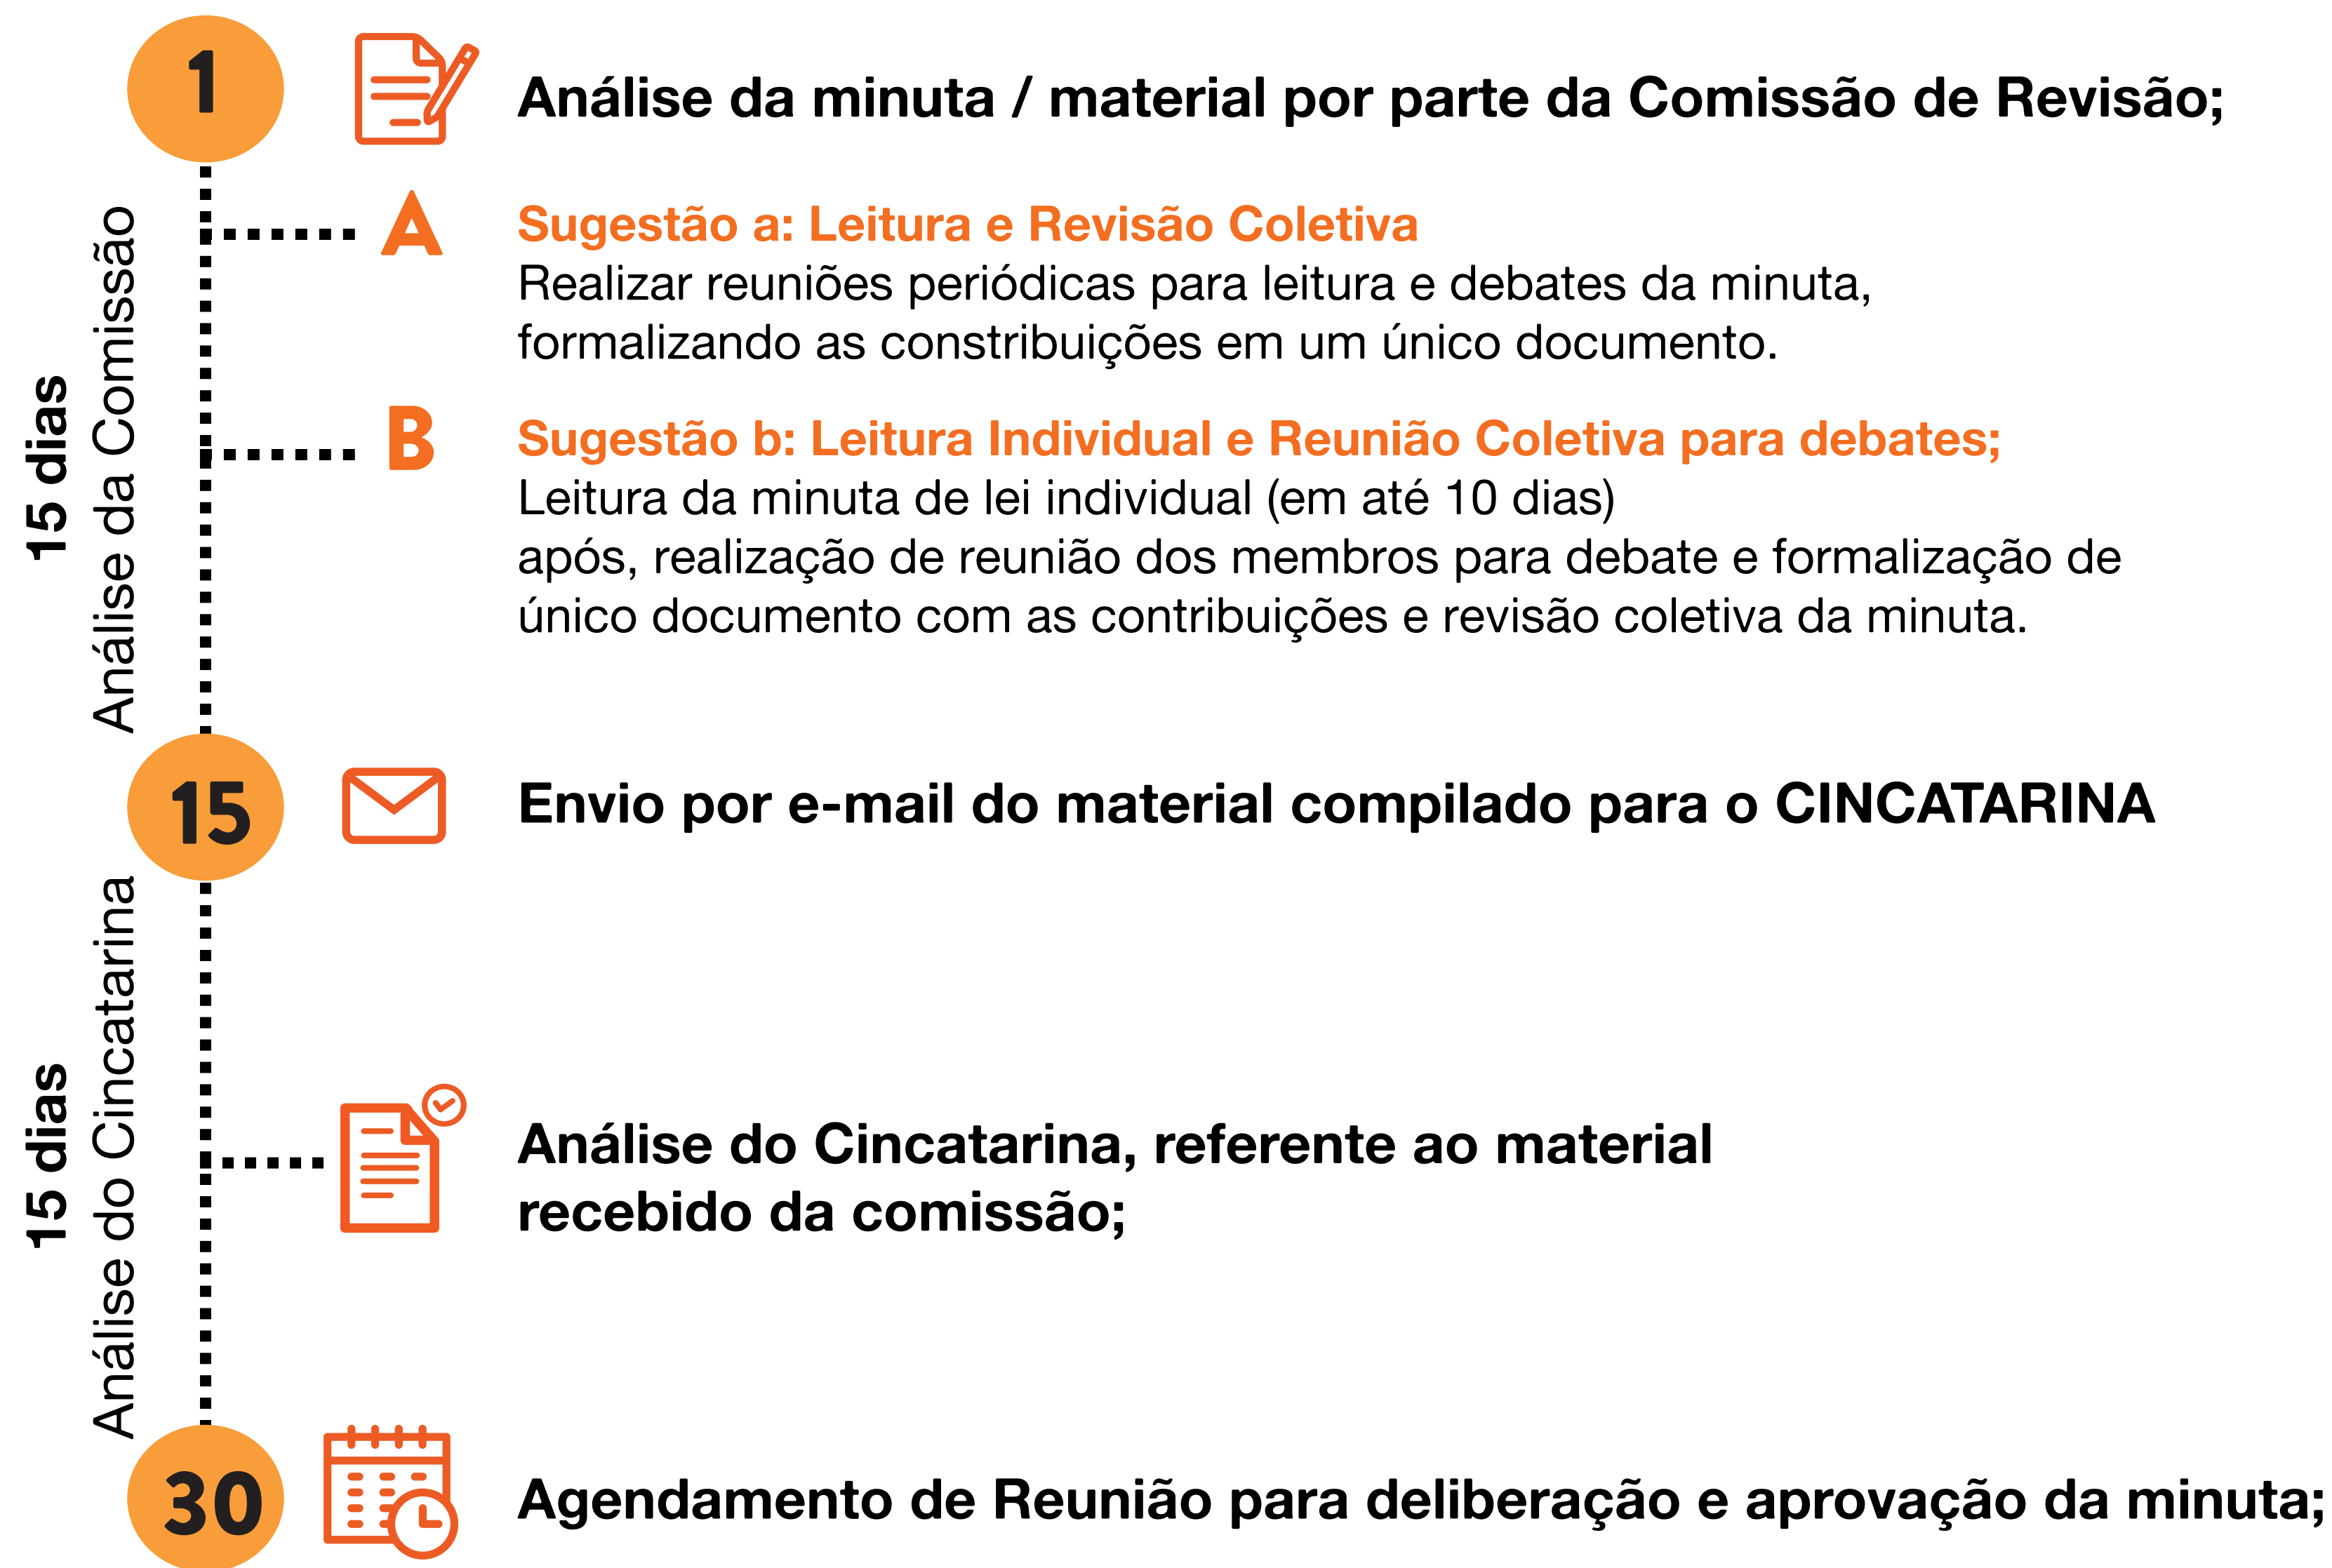 1
Análise da minuta / material por parte da Comissão de Revisão;
15 dias
Análise da Comissão
A
Sugestão a: Leitura e Revisão Coletiva
Realizar reuniões periódicas para leitura e debates da minuta,
formalizando as constribuições em um único documento.
B
Sugestão b: Leitura Individual e Reunião Coletiva para debates;
Leitura da minuta de lei individual (em até 10 dias)
após, realização de reunião dos membros para debate e formalização de
único documento com as contribuições e revisão coletiva da minuta.
15
Envio por e-mail do material compilado para o CINCATARINA
15 dias
Análise do Cincatarina
Análise do Cincatarina, referente ao material
recebido da comissão;
30
Agendamento de Reunião para deliberação e aprovação da minuta;